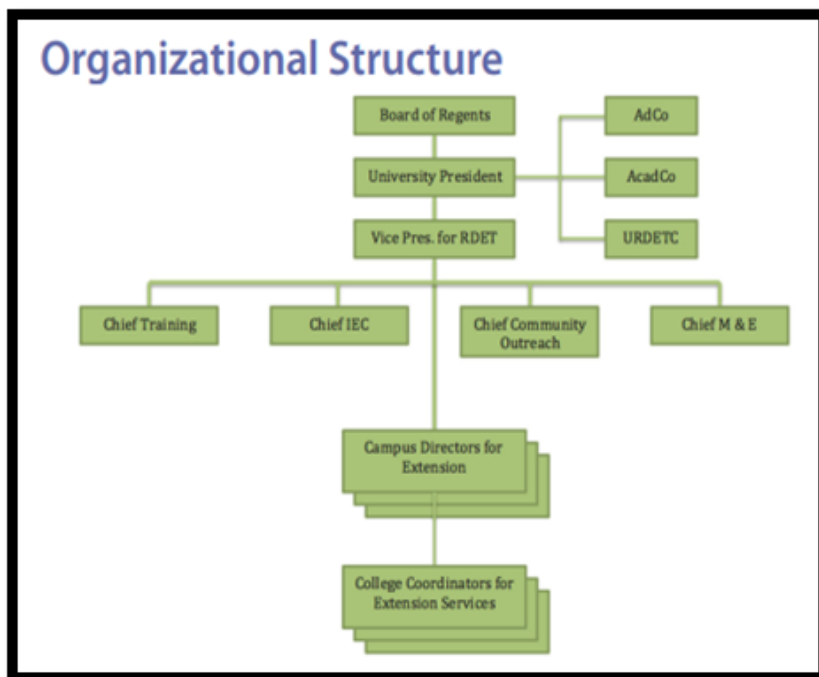 Organizational Structure
Board of Regents
AdCo
University President
AcadCo
Vice Pres. for RDET
URDETC
Chief Training
Chief IEC
Chief Community
Outreach
Chief M & E
Campus Directors for
Extension
College Coordinators for
Extension Services